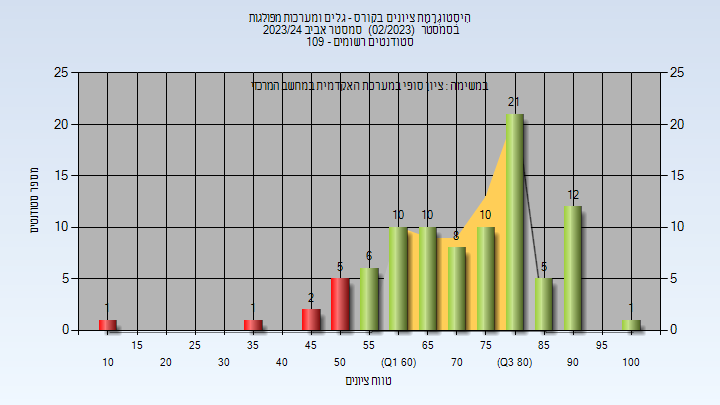 היסטוגרמת ציונים בקורס - גלים ומערכות מפולגות
בסמסטר (02/2023) סמסטר אביב 2023/24
סטודנטים רשומים - 109
במשימה : ציון סופי במערכת האקדמית במחשב המרכזי
מספר סטודנטים
25 25
20 20
15 15
10 10
5 5
0 0
1 1 2 5 6 10 10 8 10 21 5 12 1
15 25 35 45 55 65 75 85 95
10 20 30 40 50 (Q1 60) 70 (Q3 80) 90 100
טווח ציונים